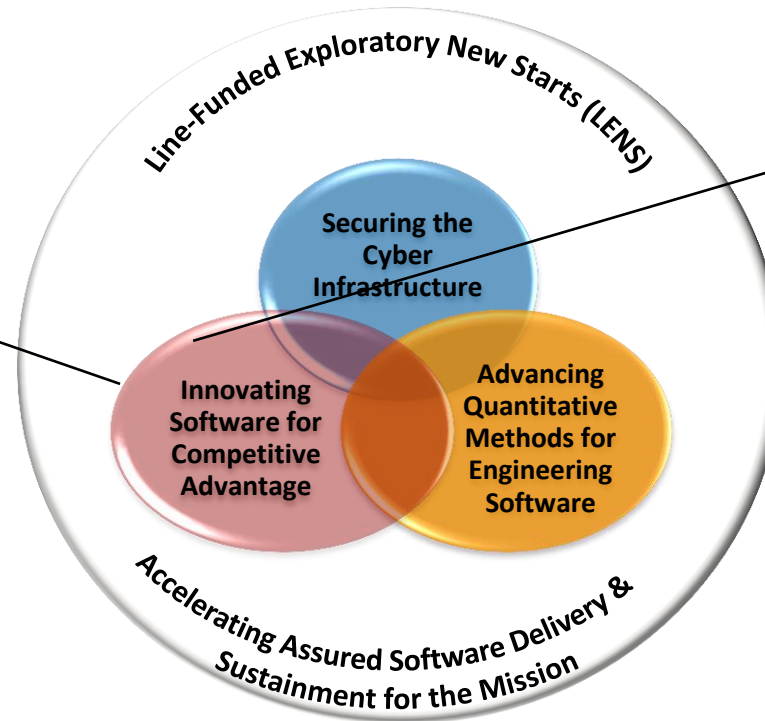 Line-Funded Exploratory New Starts (LENS)
Securing the
Cyber
Infrastructure
Innovating
Software for
Competitive
Advantage
Advancing
Quantitative
Methods for
Engineering
Software
Accelerating Assured Software Delivery &
Sustainment for the Mission